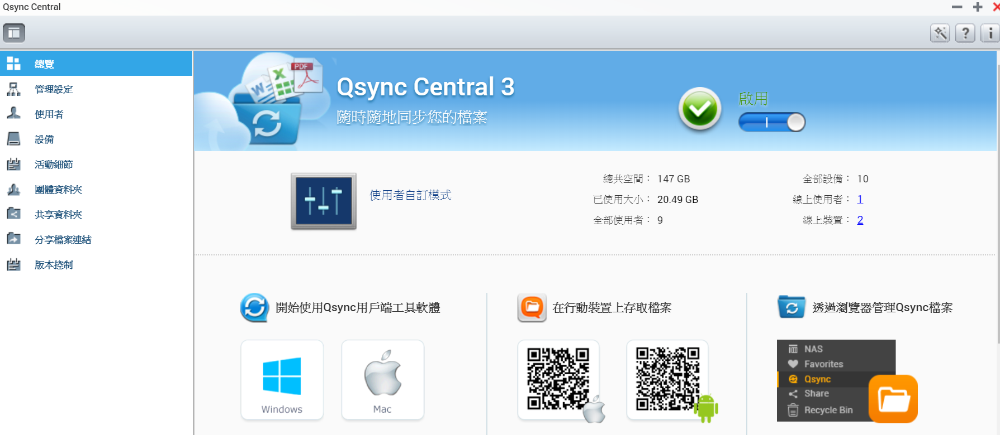 Qsync Central
總覽
管理設定
使用者
設備
活動細節
團體資料夾
共享資料夾
分享檔案連結
版本控制
W
X
PDF
Qsync Central 3
隨時隨地同步您的檔案
啟用
使用者自訂模式
總共空間： 147 GB
已使用大小： 20.49 GB
全部使用者： 9
全部設備： 10
線上使用者： 1
線上裝置： 2
開始使用Qsync用戶端工具軟體
Windows
Mac
在行動裝置上存取檔案
透過瀏覽器管理Qsync檔案
NAS
Favorites
Qsync
Share
Recycle Bin